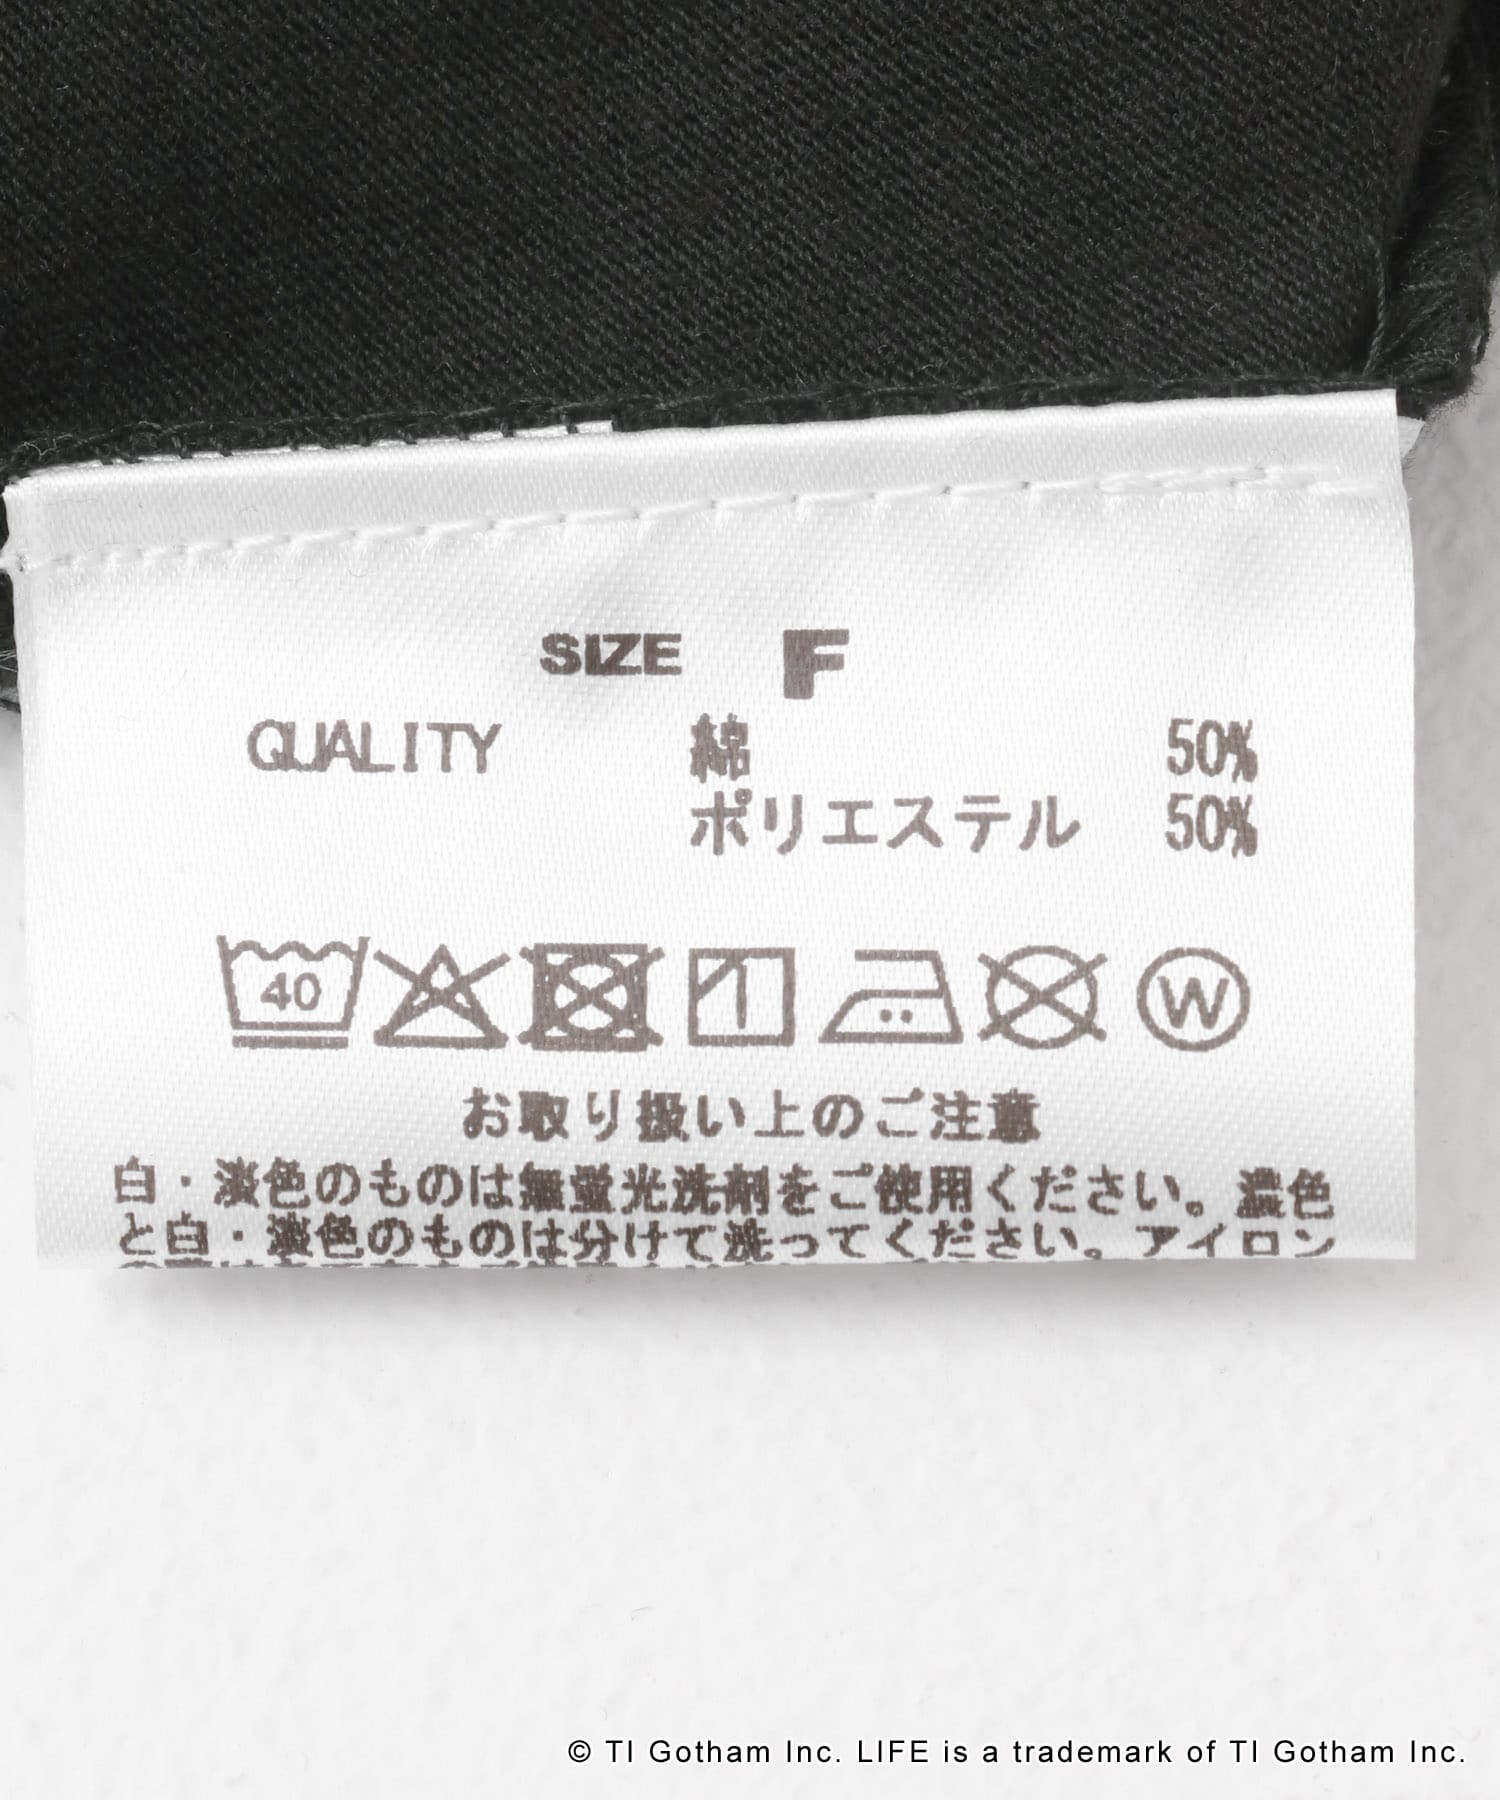 SIZE F
QUALITY 綿 50%
ポリエステル 50%
40
W
お取り扱い上のご注意
白・淡色のものは無蛍光洗剤をご使用ください。濃色
と白・淡色のものは分けて洗ってください。アイロン
© TI Gotham Inc. LIFE is a trademark of TI Gotham Inc.